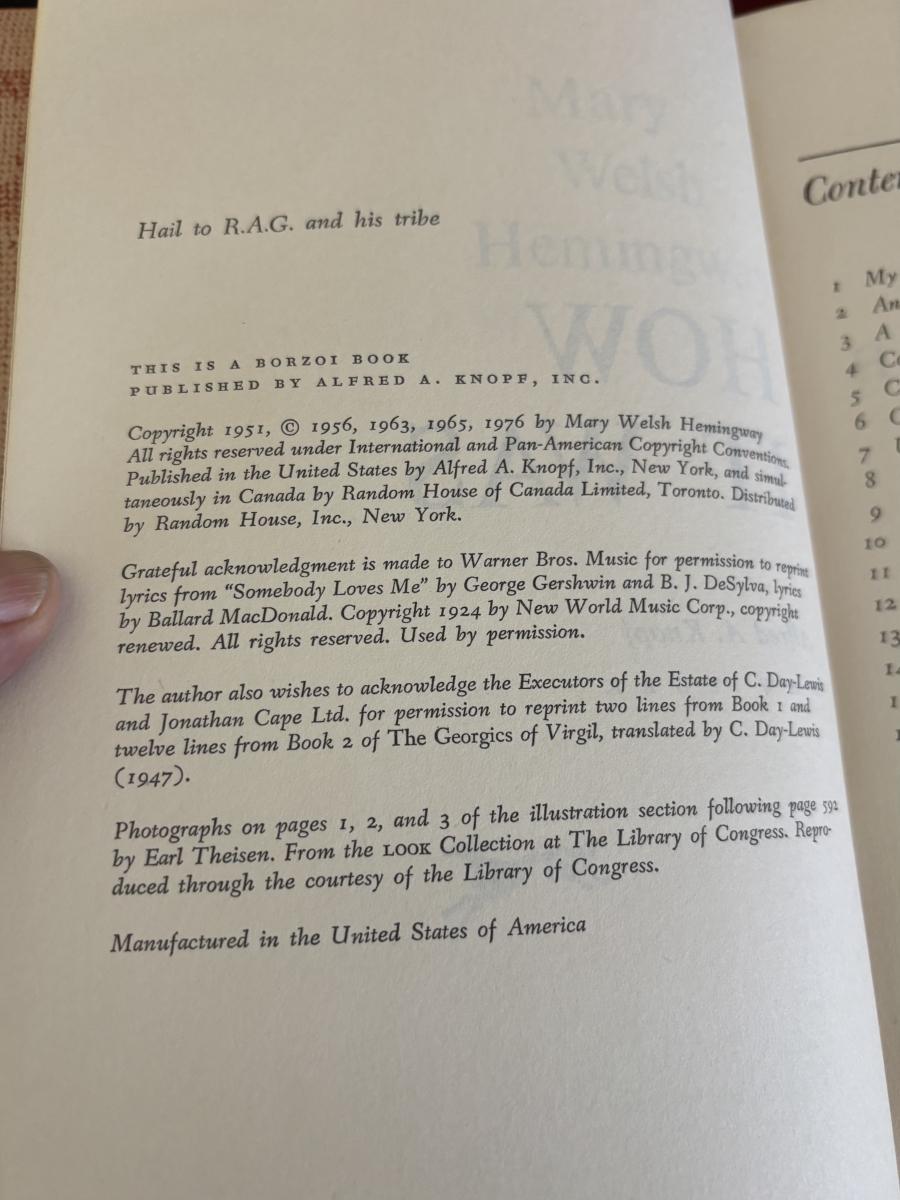 Hail to R.A.G. and his tribe
THIS IS A BORZOI BOOK
PUBLISHED BY ALFRED A. KNOPF, INC.
Copyright 1951, © 1956, 1963, 1965, 1976 by Mary Welsh Hemingway
All rights reserved under International and Pan-American Copyright Conventions.
Published in the United States by Alfred A. Knopf, Inc., New York, and simul-
taneously in Canada by Random House of Canada Limited, Toronto. Distributed
by Random House, Inc., New York.
Grateful acknowledgment is made to Warner Bros. Music for permission to reprint
lyrics from "Somebody Loves Me" by George Gershwin and B. J. DeSylva, lyrics
by Ballard MacDonald. Copyright 1924 by New World Music Corp., copyright
renewed. All rights reserved. Used by permission.
The author also wishes to acknowledge the Executors of the Estate of C. Day-Lewis
and Jonathan Cape Ltd. for permission to reprint two lines from Book 1 and
twelve lines from Book 2 of The Georgics of Virgil, translated by C. Day-Lewis
(1947).
Photographs on pages 1, 2, and 3 of the illustration section following page 592
by Earl Theisen. From the LOOK Collection at The Library of Congress. Repro-
duced through the courtesy of the Library of Congress.
Manufactured in the United States of America
Mary
Welsh
HOW
1 My
2
3 A
4
5
6
7
8
9
10
11
12
13